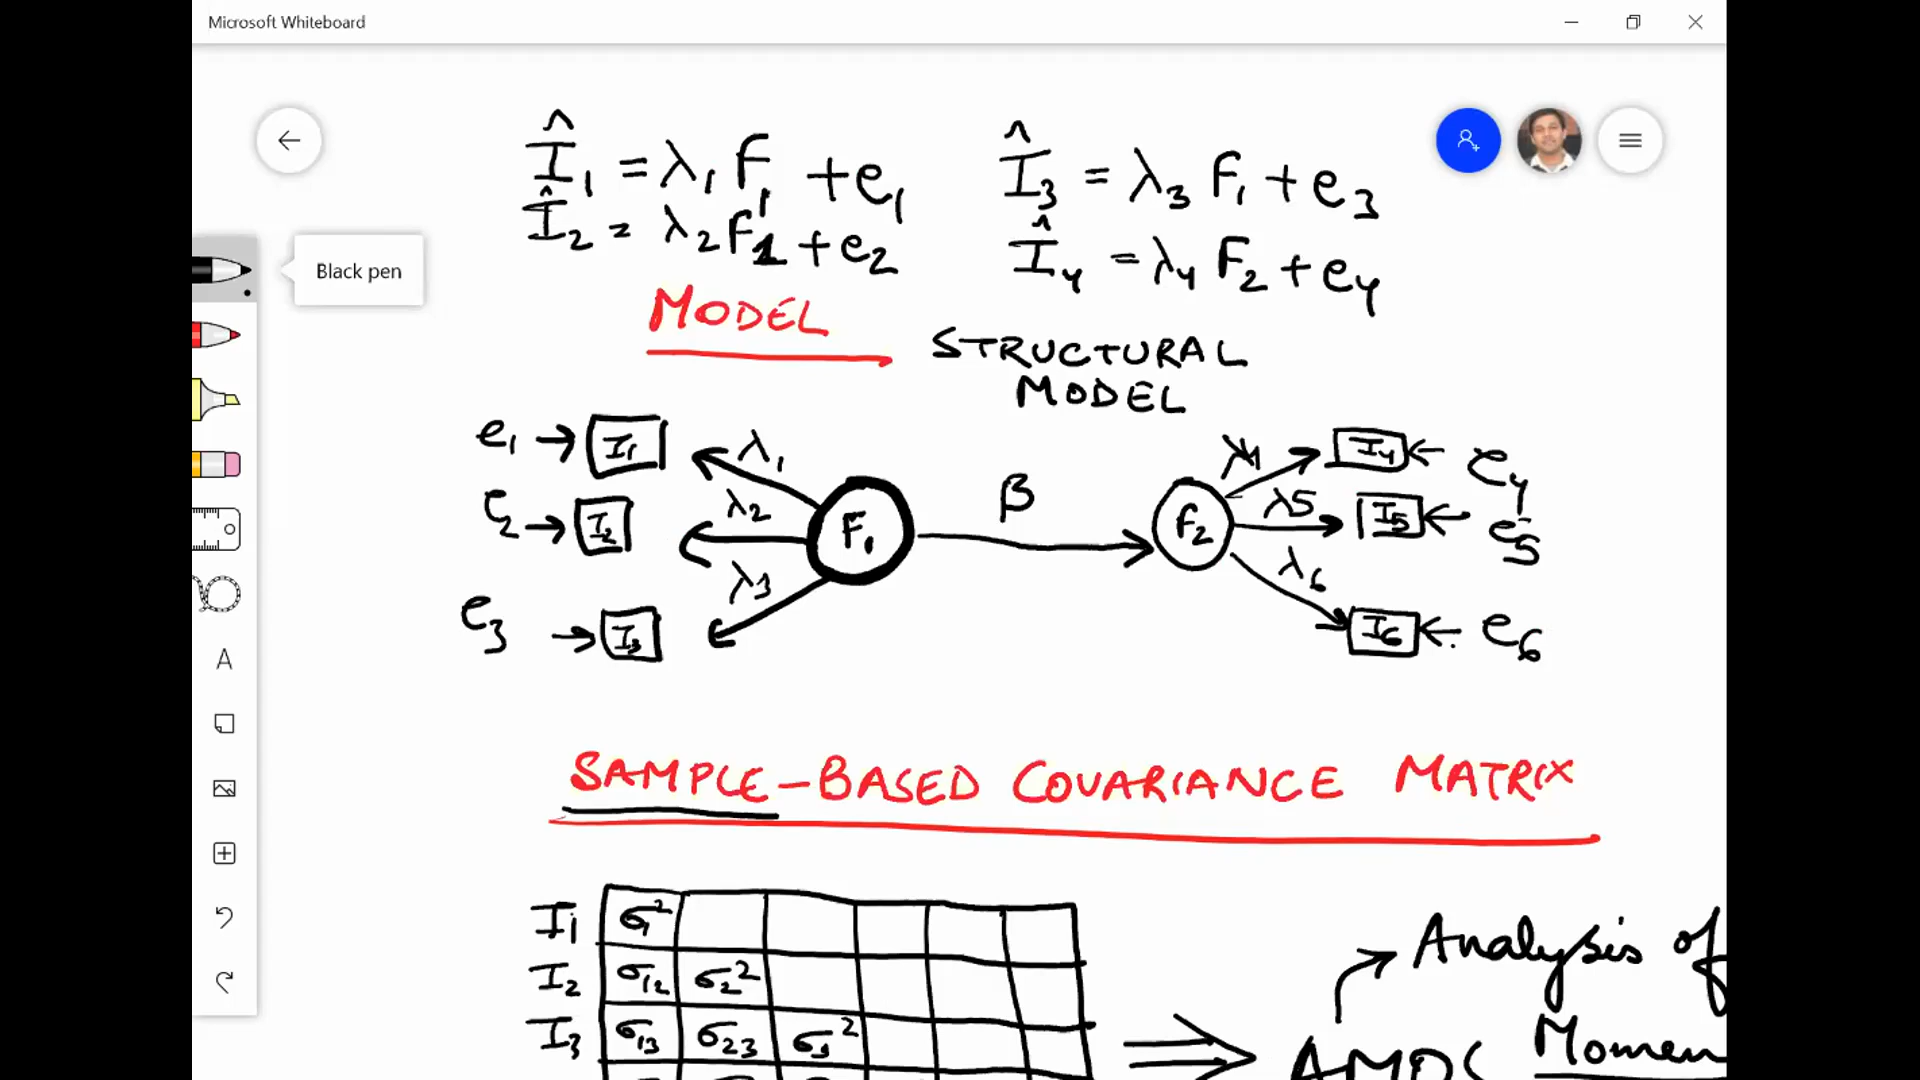 Microsoft Whiteboard
Î1 = λ1 F1 + e1
Î3 = λ3 F1 + e3
Î2 = λ2 F1 + e2
Î4 = λ4 F2 + e4
Black pen
MODEL
STRUCTURAL
MODEL
e1 → I1 λ1
e2 → I2 λ2
e3 → I3 λ3
F1 β F2
λ4 I4 ← e4
λ5 I5 ← e5
λ6 I6 ← e6
A
SAMPLE-BASED COVARIANCE MATRIX
I1 σ1²
I2 σ12 σ2²
I3 σ13 σ23 σ3²
Analysis of
AMOS Momen